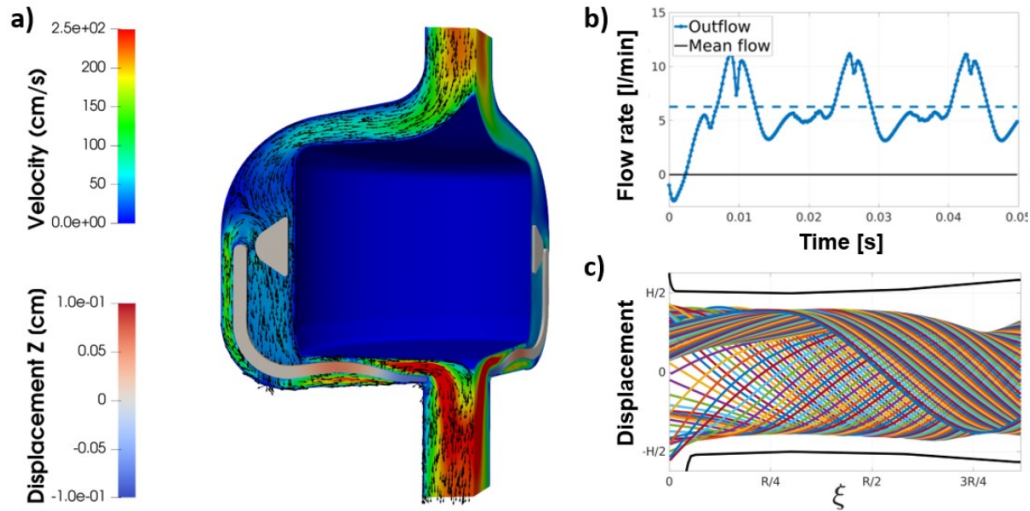 a)
Velocity (cm/s)
2.5e+02
200
150
100
50
0.0e+00
Displacement Z (cm)
1.0e-01
0.05
0
-0.05
-1.0e-01
b)
Flow rate [l/min]
15
10
5
0
Outflow
Mean flow
0 0.01 0.02 0.03 0.04 0.05
Time [s]
c)
Displacement
H/2
0
-H/2
0 R/4 R/2 3R/4
ξ